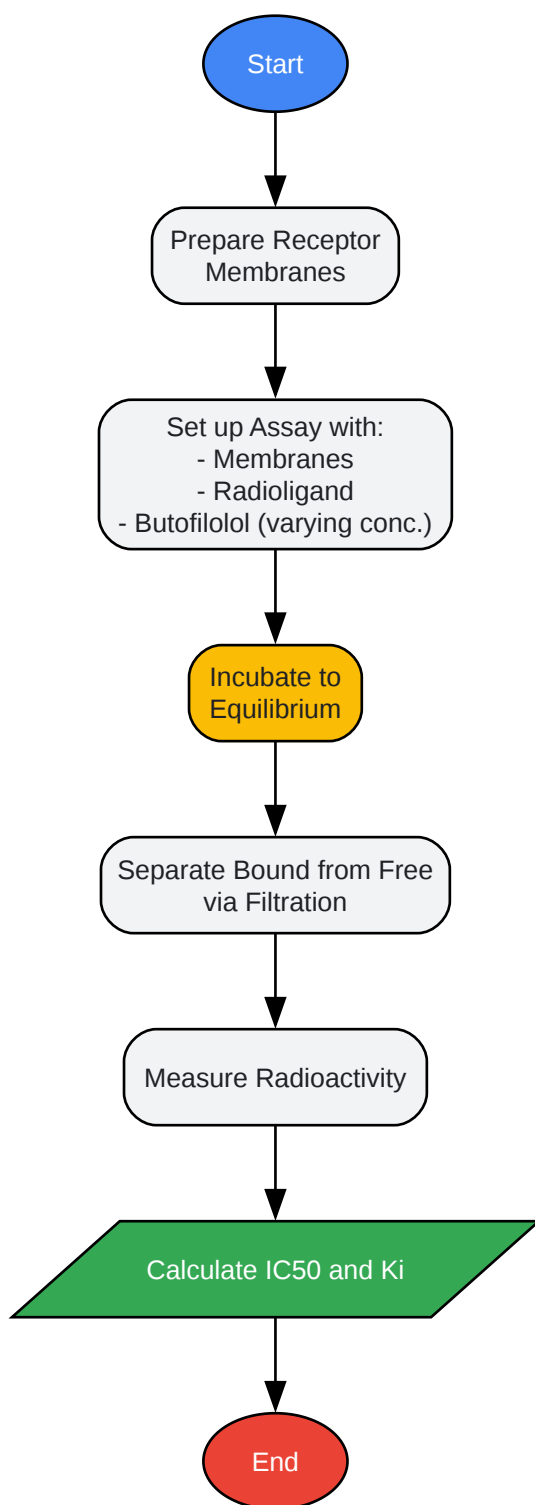 Start
Prepare Receptor
Membranes
Set up Assay with:
- Membranes
- Radioligand
- Butofilolol (varying conc.)
Incubate to
Equilibrium
Separate Bound from Free
via Filtration
Measure Radioactivity
Calculate IC50 and Ki
End